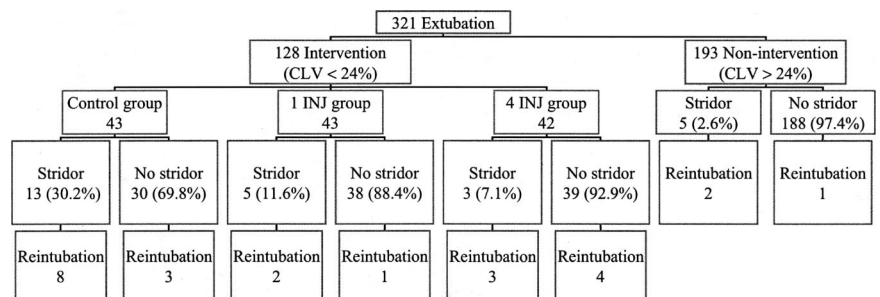 321 Extubation
128 Intervention
(CLV < 24%)
193 Non-intervention
(CLV > 24%)
Control group
43
1 INJ group
43
4 INJ group
42
Stridor
5 (2.6%)
No stridor
188 (97.4%)
Stridor
13 (30.2%)
No stridor
30 (69.8%)
Stridor
5 (11.6%)
No stridor
38 (88.4%)
Stridor
3 (7.1%)
No stridor
39 (92.9%)
Reintubation
2
Reintubation
1
Reintubation
8
Reintubation
3
Reintubation
2
Reintubation
1
Reintubation
3
Reintubation
4